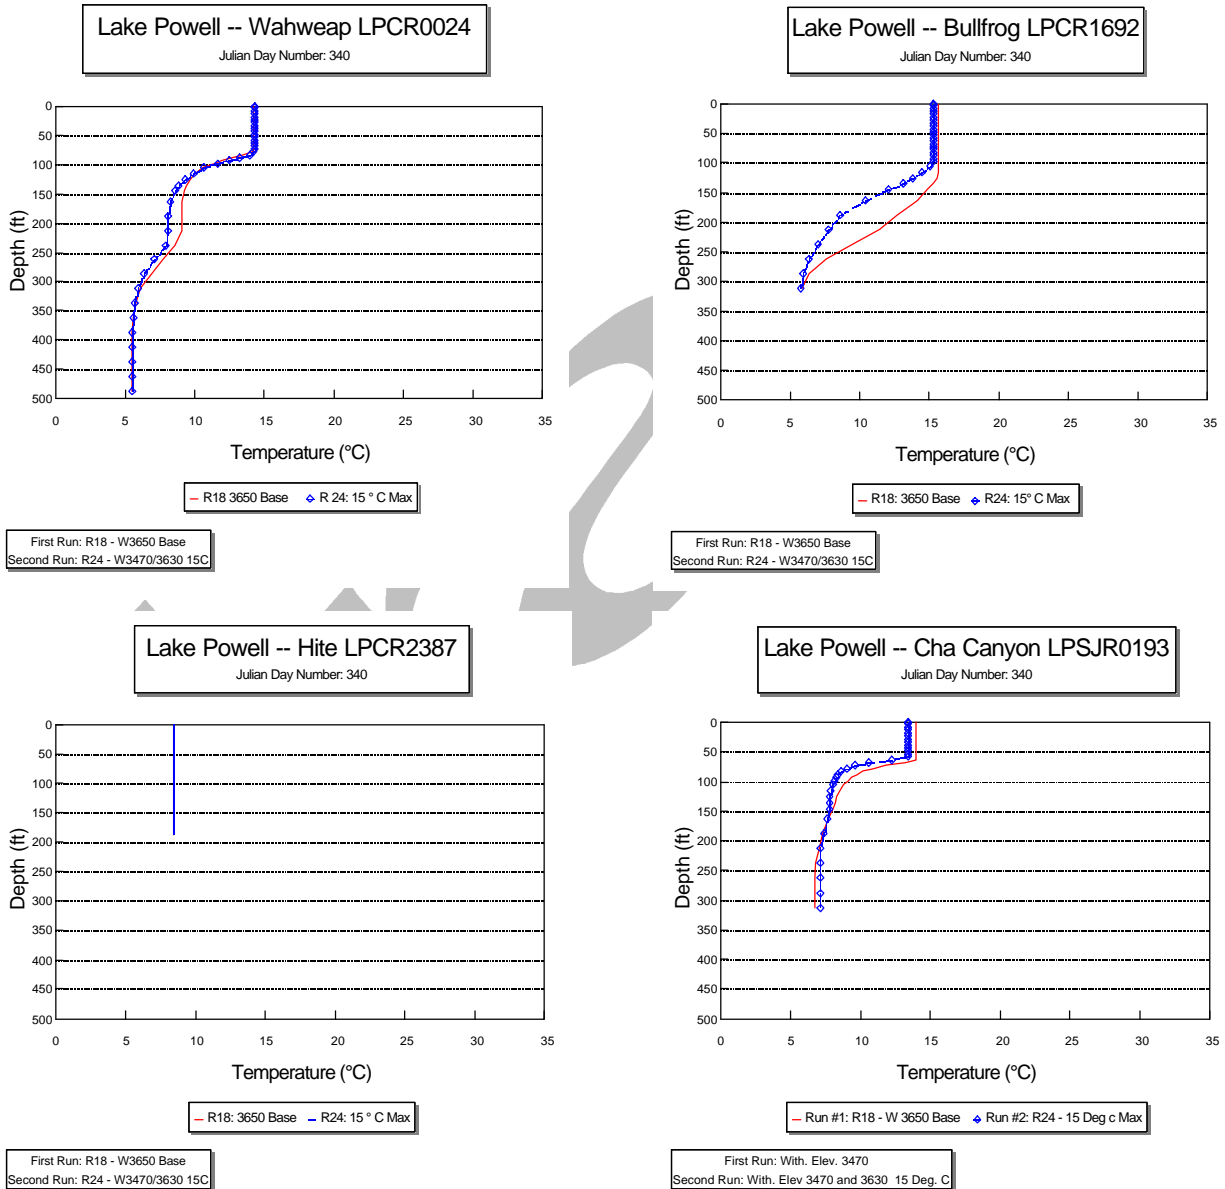 Lake Powell -- Wahweap LPCR0024
Julian Day Number: 340
0
50
100
150
200
250
300
350
400
450
500
Depth (ft)
0 5 10 15 20 25 30 35
Temperature (°C)
R18 3650 Base R 24: 15 ° C Max
First Run: R18 - W3650 Base
Second Run: R24 - W3470/3630 15C
Lake Powell -- Bullfrog LPCR1692
Julian Day Number: 340
0
50
100
150
200
250
300
350
400
450
500
Depth (ft)
0 5 10 15 20 25 30 35
Temperature (°C)
R18: 3650 Base R24: 15° C Max
First Run: R18 - W3650 Base
Second Run: R24 - W3470/3630 15C
Lake Powell -- Hite LPCR2387
Julian Day Number: 340
0
50
100
150
200
250
300
350
400
450
500
Depth (ft)
0 5 10 15 20 25 30 35
Temperature (°C)
R18: 3650 Base R24: 15 ° C Max
First Run: R18 - W3650 Base
Second Run: R24 - W3470/3630 15C
Lake Powell -- Cha Canyon LPSJR0193
Julian Day Number: 340
0
50
100
150
200
250
300
350
400
450
500
Depth (ft)
0 5 10 15 20 25 30 35
Temperature (°C)
Run #1: R18 - W 3650 Base Run #2: R24 - 15 Deg c Max
First Run: With. Elev. 3470
Second Run: With. Elev 3470 and 3630 15 Deg. C